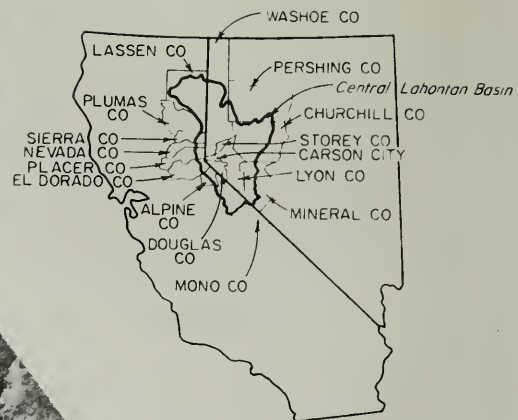 WASHOE CO
LASSEN CO
PERSHING CO
Central Lahontan Basin
PLUMAS
CO
CHURCHILL CO
SIERRA CO
NEVADA CO
PLACER CO
EL DORADO CO
STOREY CO
CARSON CITY
LYON CO
ALPINE
CO
MINERAL CO
DOUGLAS
CO
MONO CO